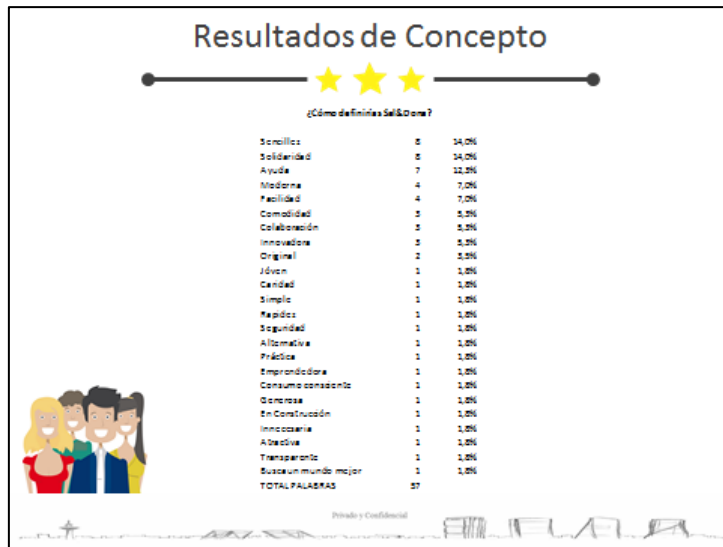 Resultados de Concepto
¿Cómo definirías Sel&Dona?
Sencillez 8 14,0%
Solidaridad 8 14,0%
Ayuda 7 12,3%
Moderna 4 7,0%
Facilidad 4 7,0%
Comodidad 3 5,3%
Colaboración 3 5,3%
Innovadora 3 5,3%
Original 2 3,5%
Jóven 1 1,8%
Caridad 1 1,8%
Simple 1 1,8%
Rapidez 1 1,8%
Seguridad 1 1,8%
Alternativa 1 1,8%
Práctica 1 1,8%
Emprendedora 1 1,8%
Consumo consciente 1 1,8%
Generosa 1 1,8%
En Construcción 1 1,8%
Innecesaria 1 1,8%
Atractiva 1 1,8%
Transparente 1 1,8%
Busca un mundo mejor 1 1,8%
TOTAL PALABRAS 57
Privado y Confidencial